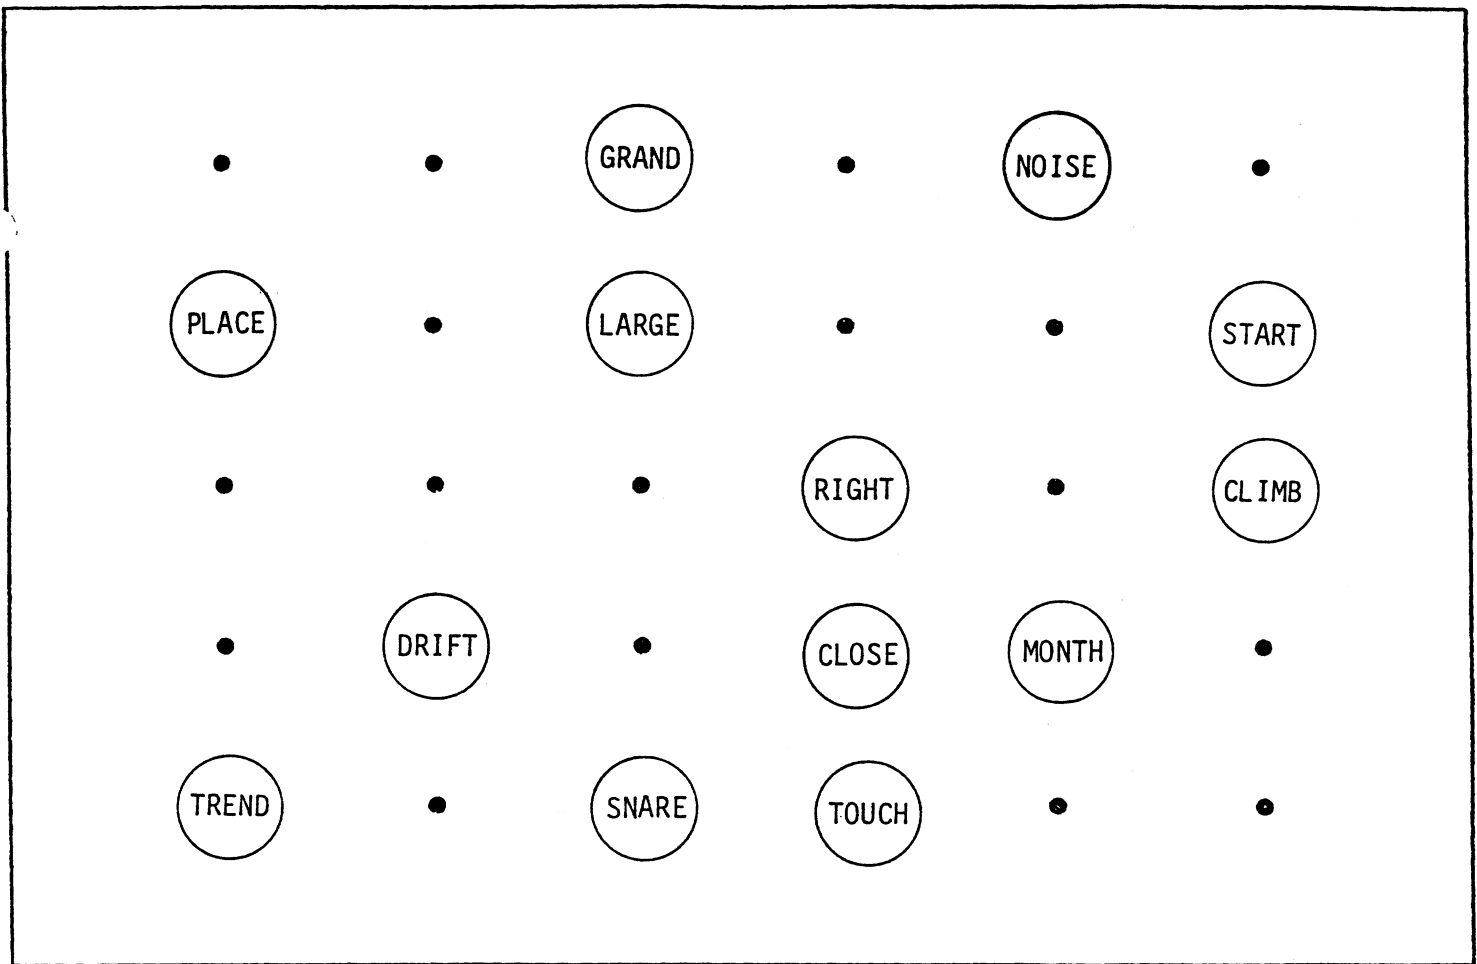 GRAND NOISE
PLACE LARGE START
RIGHT CLIMB
DRIFT CLOSE MONTH
TREND SNARE TOUCH